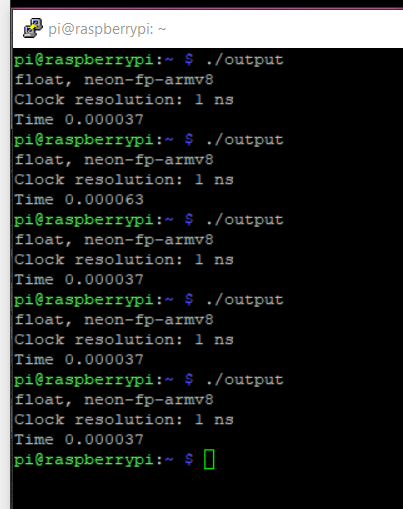 pi@raspberrypi: ~
pi@raspberrypi:~ $ ./output
float, neon-fp-armv8
Clock resolution: 1 ns
Time 0.000037
pi@raspberrypi:~ $ ./output
float, neon-fp-armv8
Clock resolution: 1 ns
Time 0.000063
pi@raspberrypi:~ $ ./output
float, neon-fp-armv8
Clock resolution: 1 ns
Time 0.000037
pi@raspberrypi:~ $ ./output
float, neon-fp-armv8
Clock resolution: 1 ns
Time 0.000037
pi@raspberrypi:~ $ ./output
float, neon-fp-armv8
Clock resolution: 1 ns
Time 0.000037
pi@raspberrypi:~ $